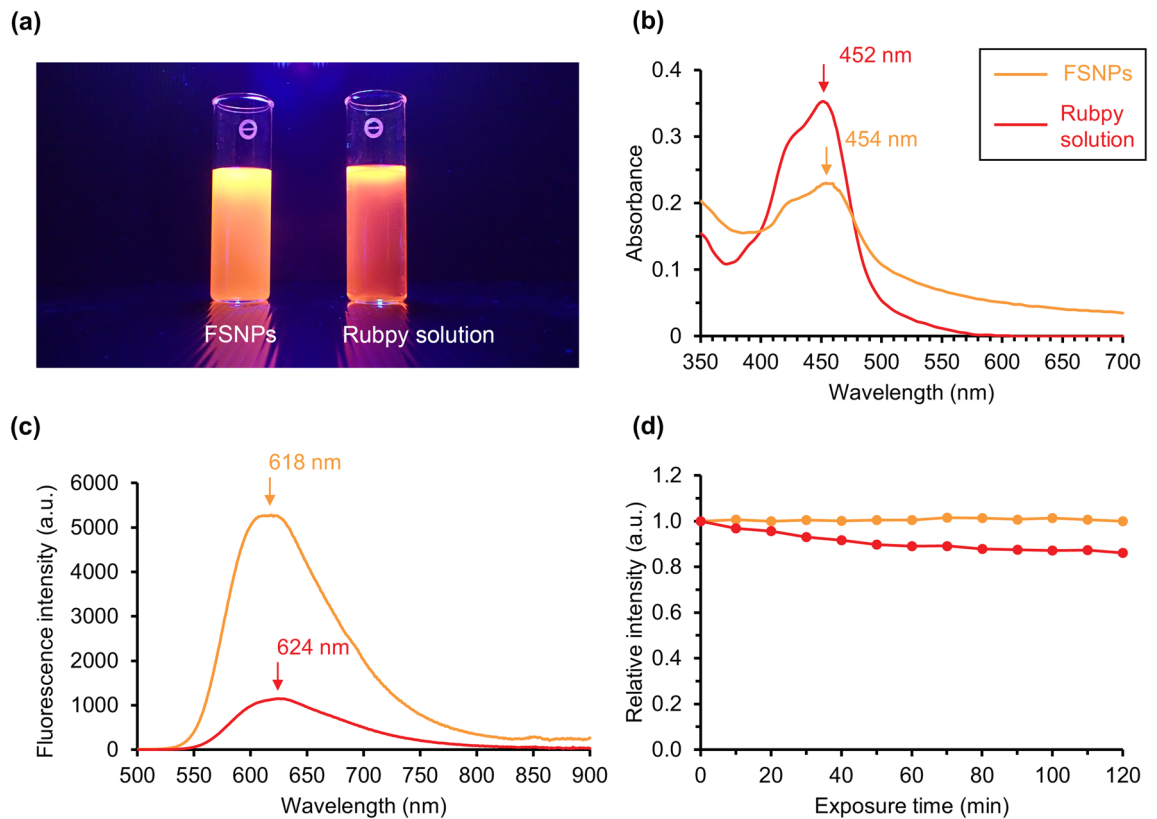 (a)
FSNPs
Rubpy solution
(b)
452 nm
454 nm
FSNPs
Rubpy
solution
Absorbance
0.4
0.3
0.2
0.1
0
350 400 450 500 550 600 650 700
Wavelength (nm)
(c)
618 nm
624 nm
Fluorescence intensity (a.u.)
6000
5000
4000
3000
2000
1000
0
500 550 600 650 700 750 800 850 900
Wavelength (nm)
(d)
Relative intensity (a.u.)
1.2
1.0
0.8
0.6
0.4
0.2
0.0
0 20 40 60 80 100 120
Exposure time (min)